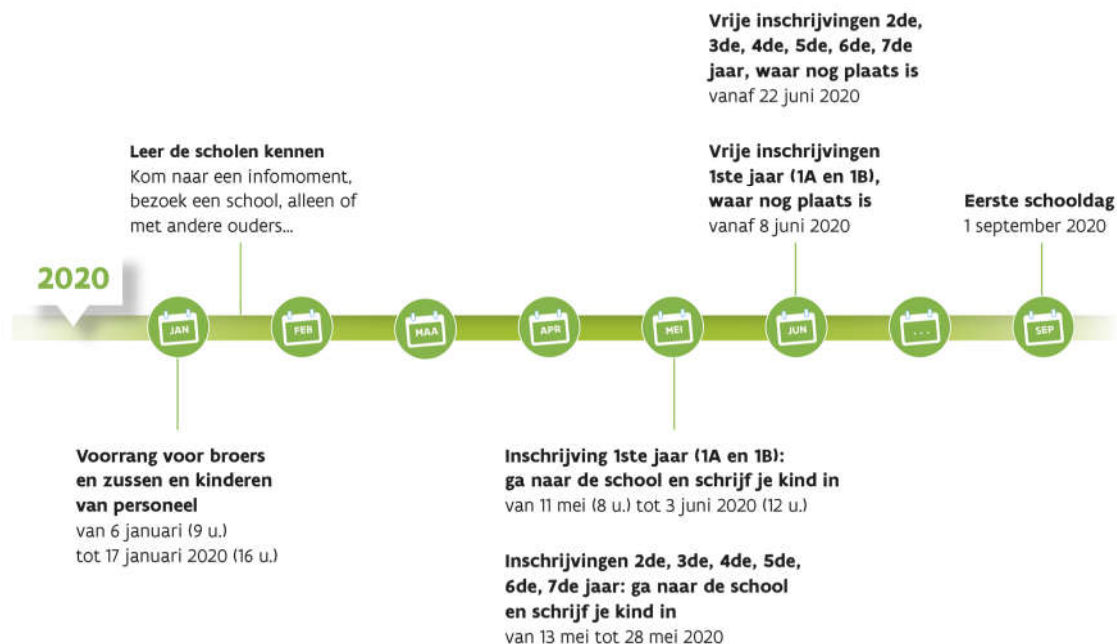 Vrije inschrijvingen 2de,
3de, 4de, 5de, 6de, 7de
jaar, waar nog plaats is
vanaf 22 juni 2020
Leer de scholen kennen
Kom naar een infomoment,
bezoek een school, alleen of
met andere ouders...
Vrije inschrijvingen
1ste jaar (1A en 1B),
waar nog plaats is
vanaf 8 juni 2020
Eerste schooldag
1 september 2020
2020
JAN
FEB
MAA
APR
MEI
JUN
...
SEP
Voorrang voor broers
en zussen en kinderen
van personeel
van 6 januari (9 u.)
tot 17 januari 2020 (16 u.)
Inschrijving 1ste jaar (1A en 1B):
ga naar de school en schrijf je kind in
van 11 mei (8 u.) tot 3 juni 2020 (12 u.)
Inschrijvingen 2de, 3de, 4de, 5de,
6de, 7de jaar: ga naar de school
en schrijf je kind in
van 13 mei tot 28 mei 2020